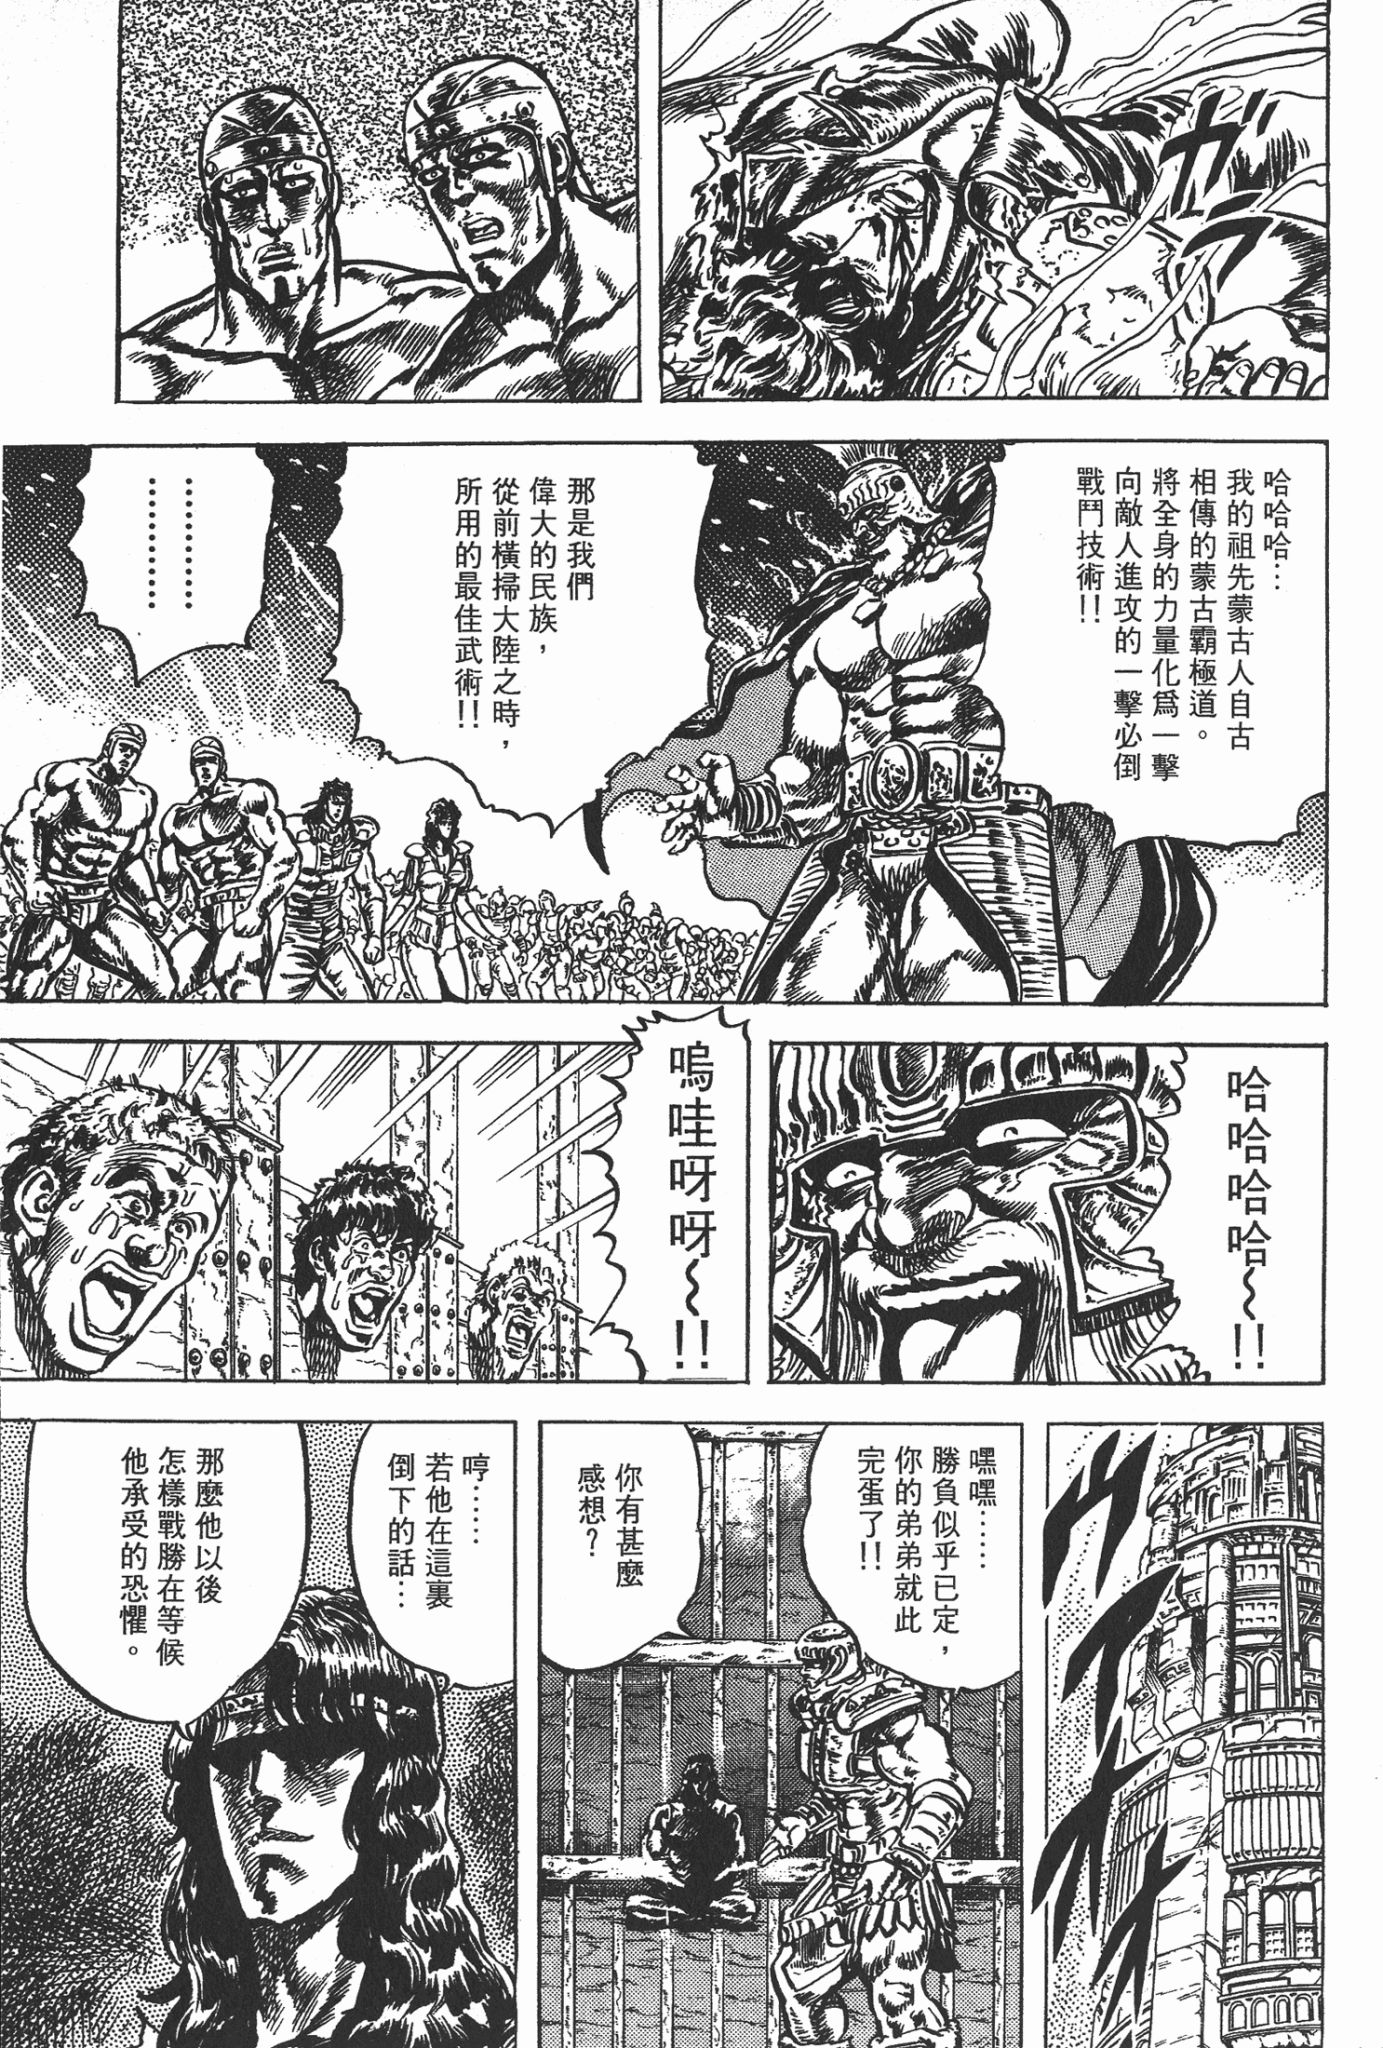 ガラ
哈哈哈…
我的祖先蒙古人自古
相傳的蒙古霸極道。
將全身的力量化爲一擊
向敵人進攻的一擊必倒
戰鬥技術!!
那是我們
偉大的民族，
從前橫掃大陸之時，
所用的最佳武術!!
………
………
哈哈哈哈～!!
嗚哇呀呀～!!
嘿嘿……
勝負似乎已定，
你的弟弟就此
完蛋了!!
你有甚麼
感想？
哼……
若他在這裏
倒下的話…
那麼他以後
怎樣戰勝在等候
他承受的恐懼。